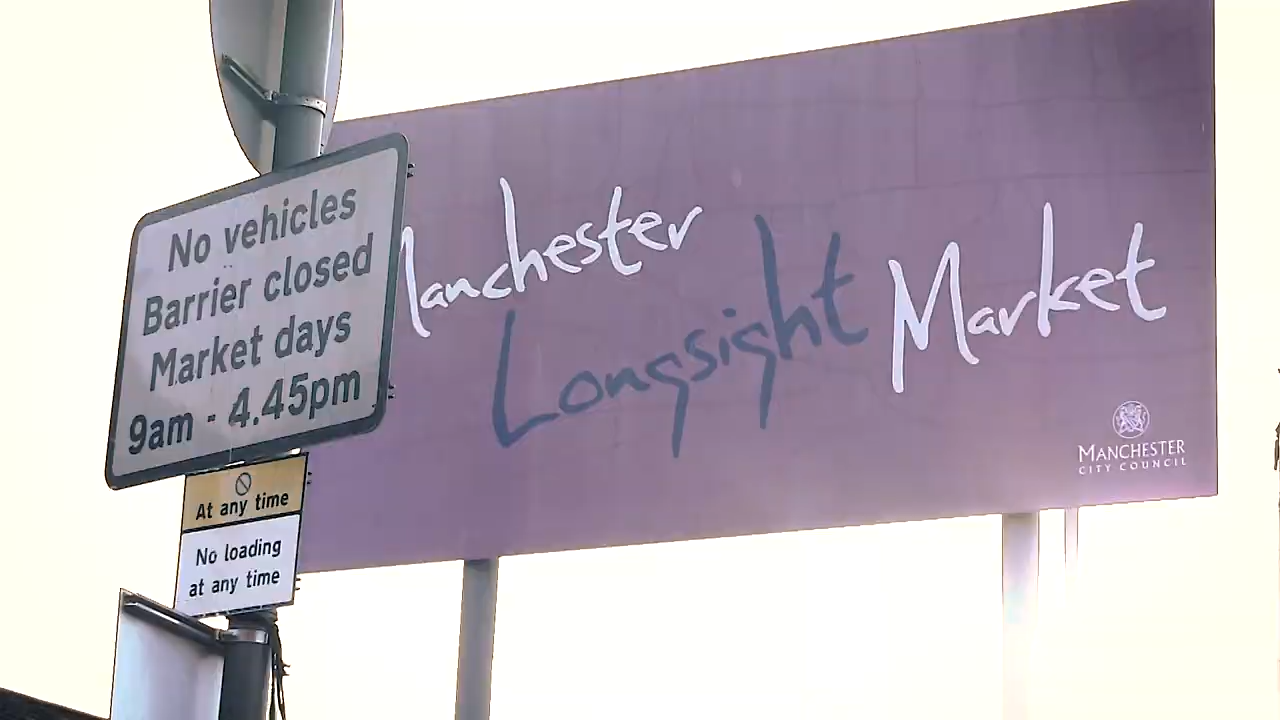 No vehicles
Barrier closed
Market days
9am - 4.45pm
At any time
No loading
at any time
Manchester
Longsight Market
MANCHESTER
CITY COUNCIL